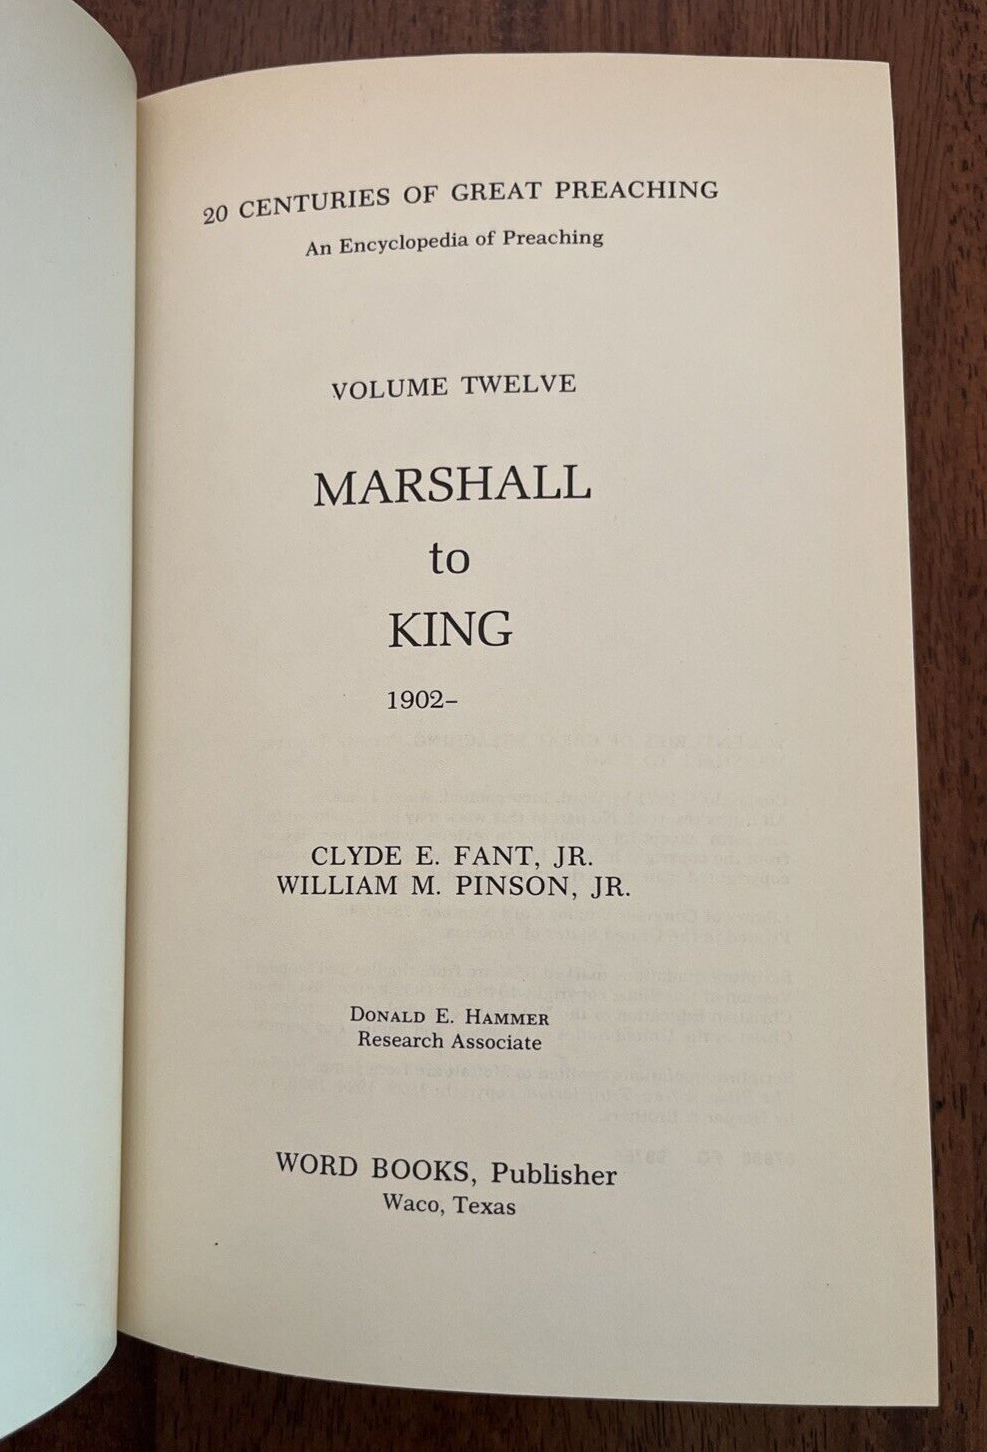 20 CENTURIES OF GREAT PREACHING
An Encyclopedia of Preaching
VOLUME TWELVE
MARSHALL
to
KING
1902–
CLYDE E. FANT, JR.
WILLIAM M. PINSON, JR.
DONALD E. HAMMER
Research Associate
WORD BOOKS, Publisher
Waco, Texas